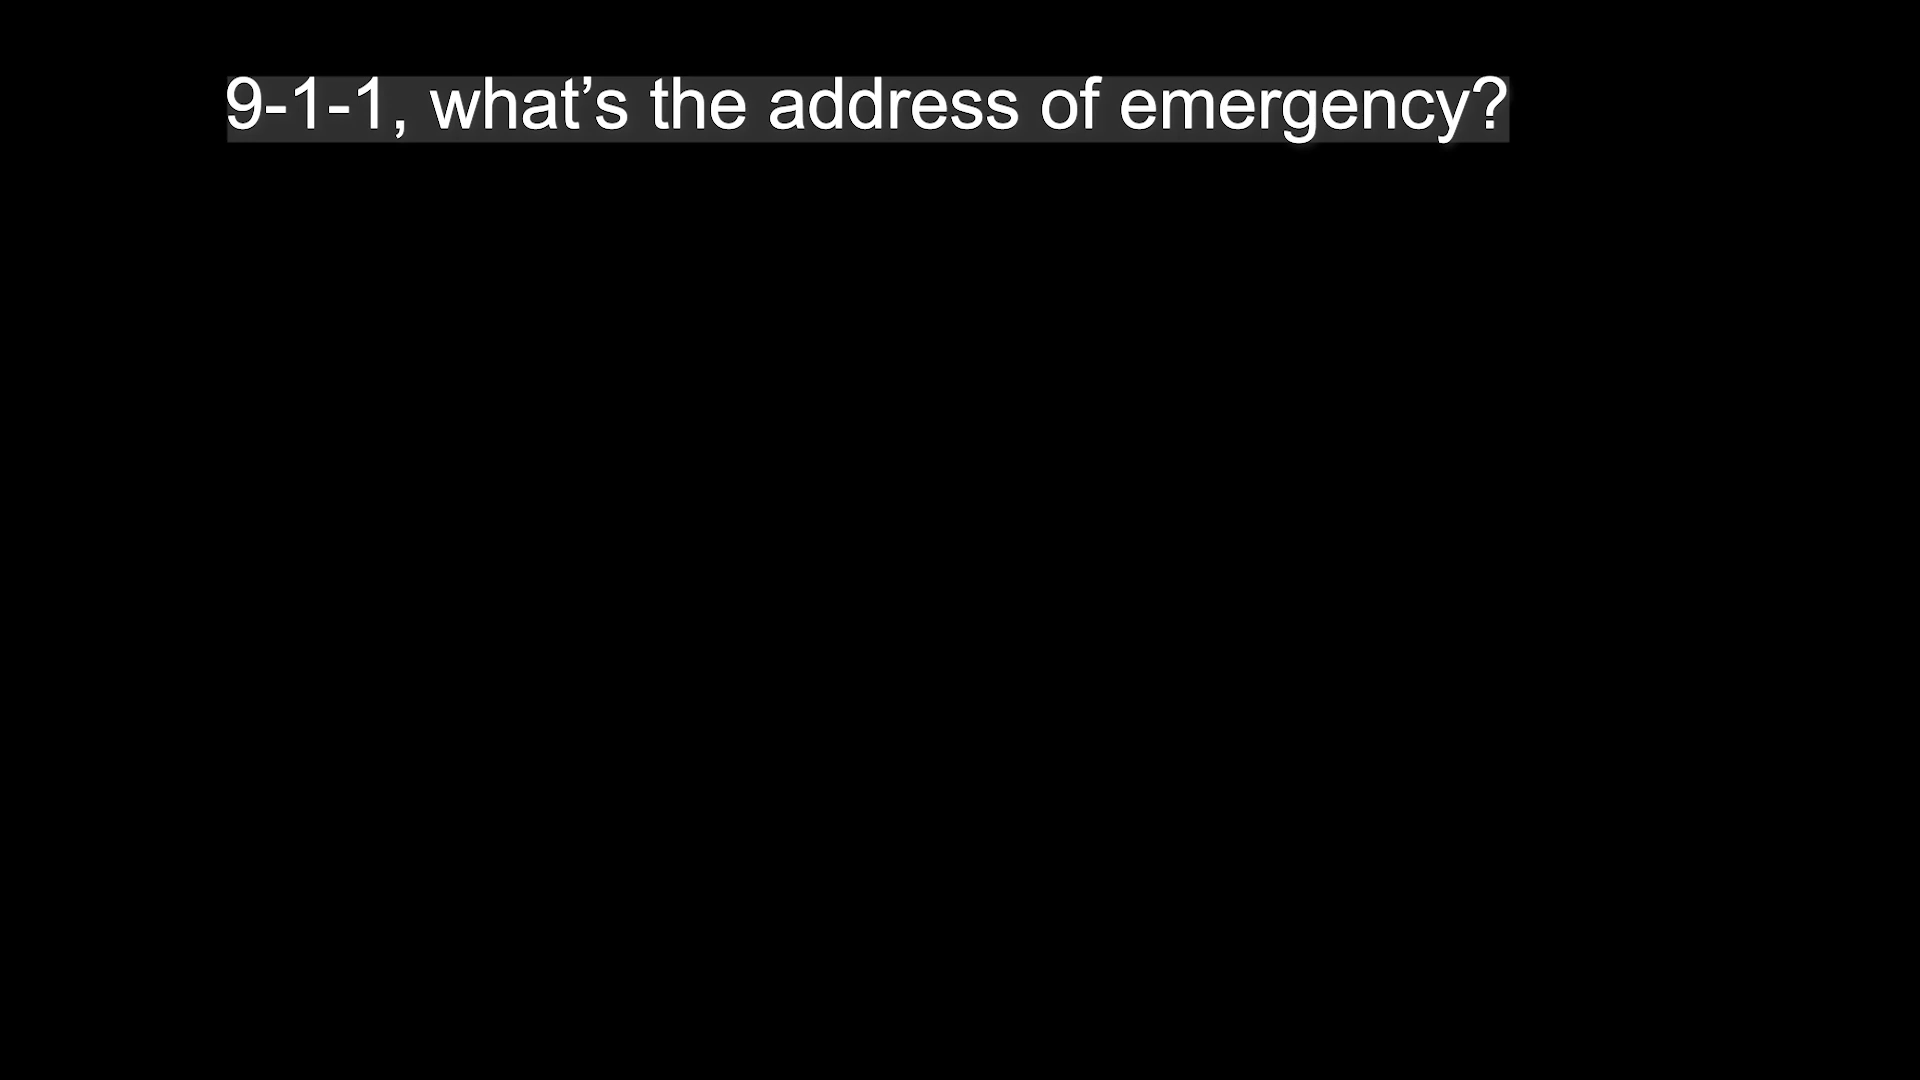 9-1-1, what’s the address of emergency?